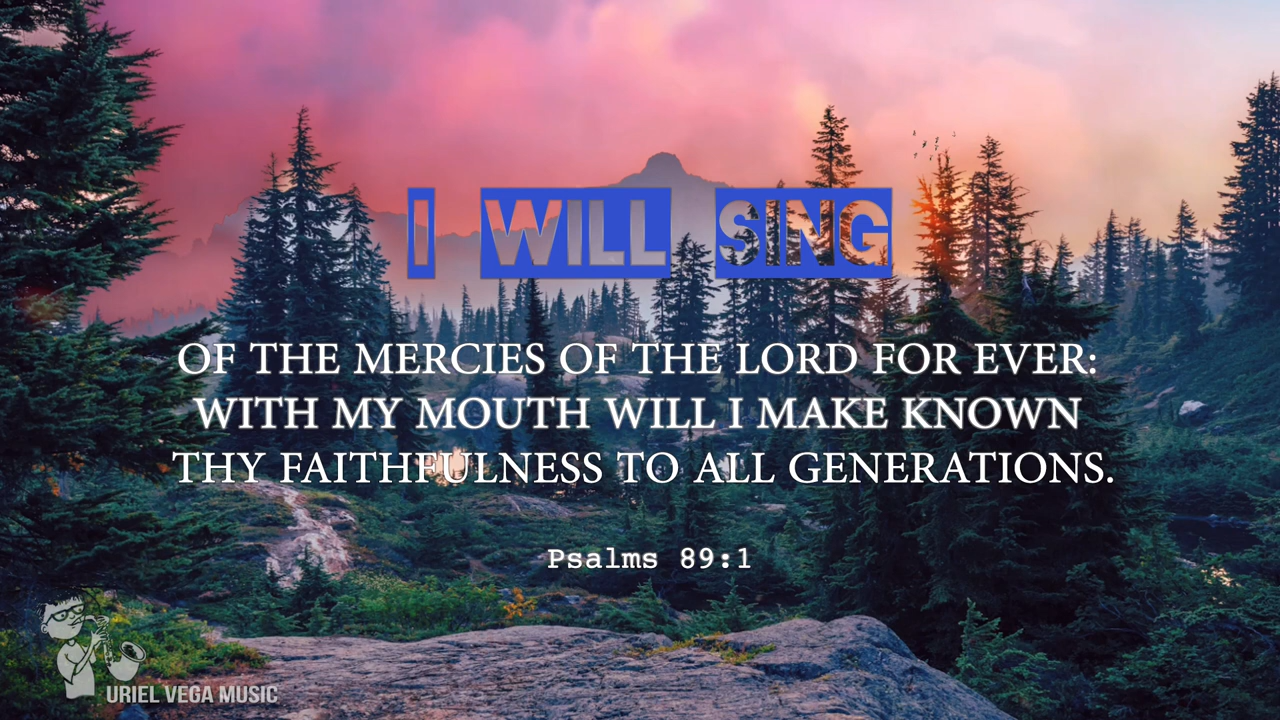 I WILL SING
OF THE MERCIES OF THE LORD FOR EVER:
WITH MY MOUTH WILL I MAKE KNOWN
THY FAITHFULNESS TO ALL GENERATIONS.
Psalms 89:1
URIEL VEGA MUSIC